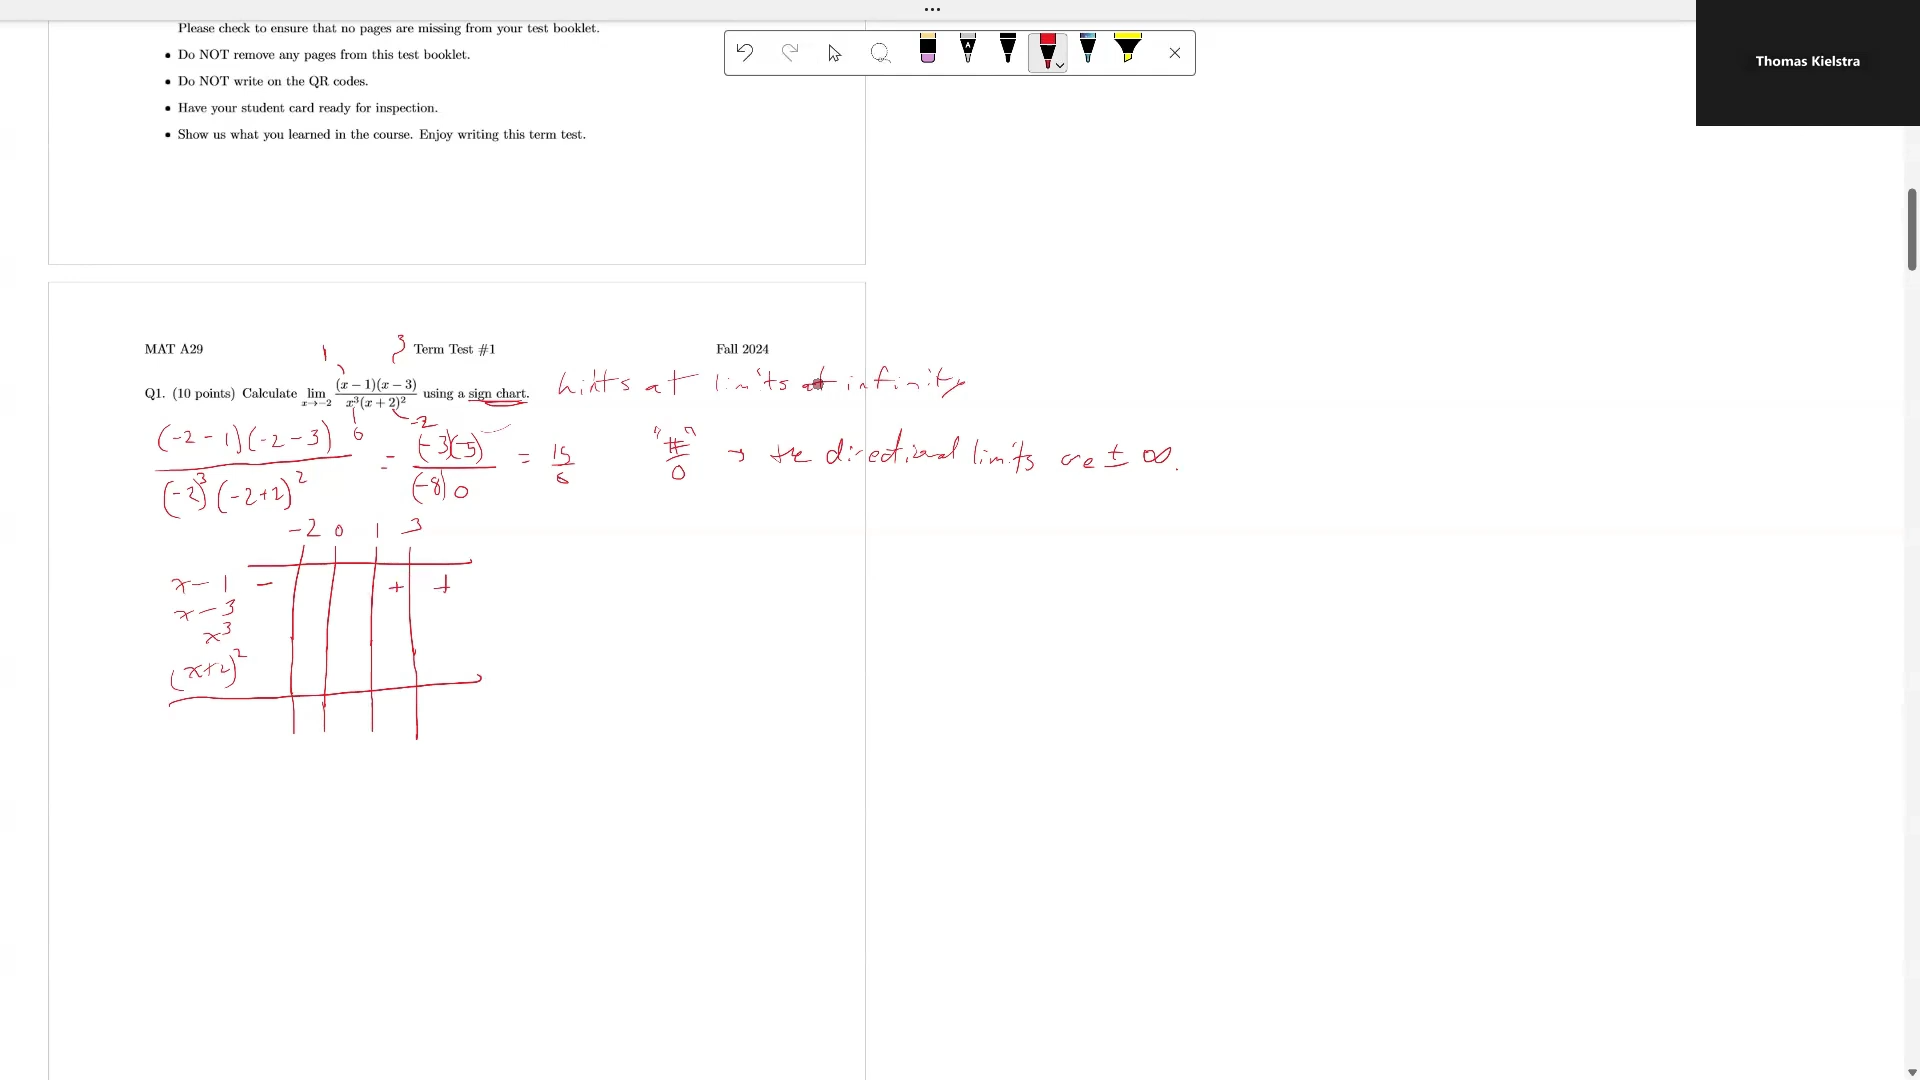 Please check to ensure that no pages are missing from your test booklet.
• Do NOT remove any pages from this test booklet.
• Do NOT write on the QR codes.
• Have your student card ready for inspection.
• Show us what you learned in the course. Enjoy writing this term test.
Thomas Kielstra
MAT A29 Term Test #1 Fall 2024
1 3
Q1. (10 points) Calculate lim x→−2 (x − 1)(x − 3) / x³(x + 2)² using a sign chart.
hints at limits at infinity
0 -2
(-2-1)(-2-3) / (-2)³(-2+2)² = (-3)(-5) / (-8)0 = 15/0
"#"/0 → the directional limits are ± ∞.
-2 0 1 3
x-1 - + +
x-3
x³
(x+2)²